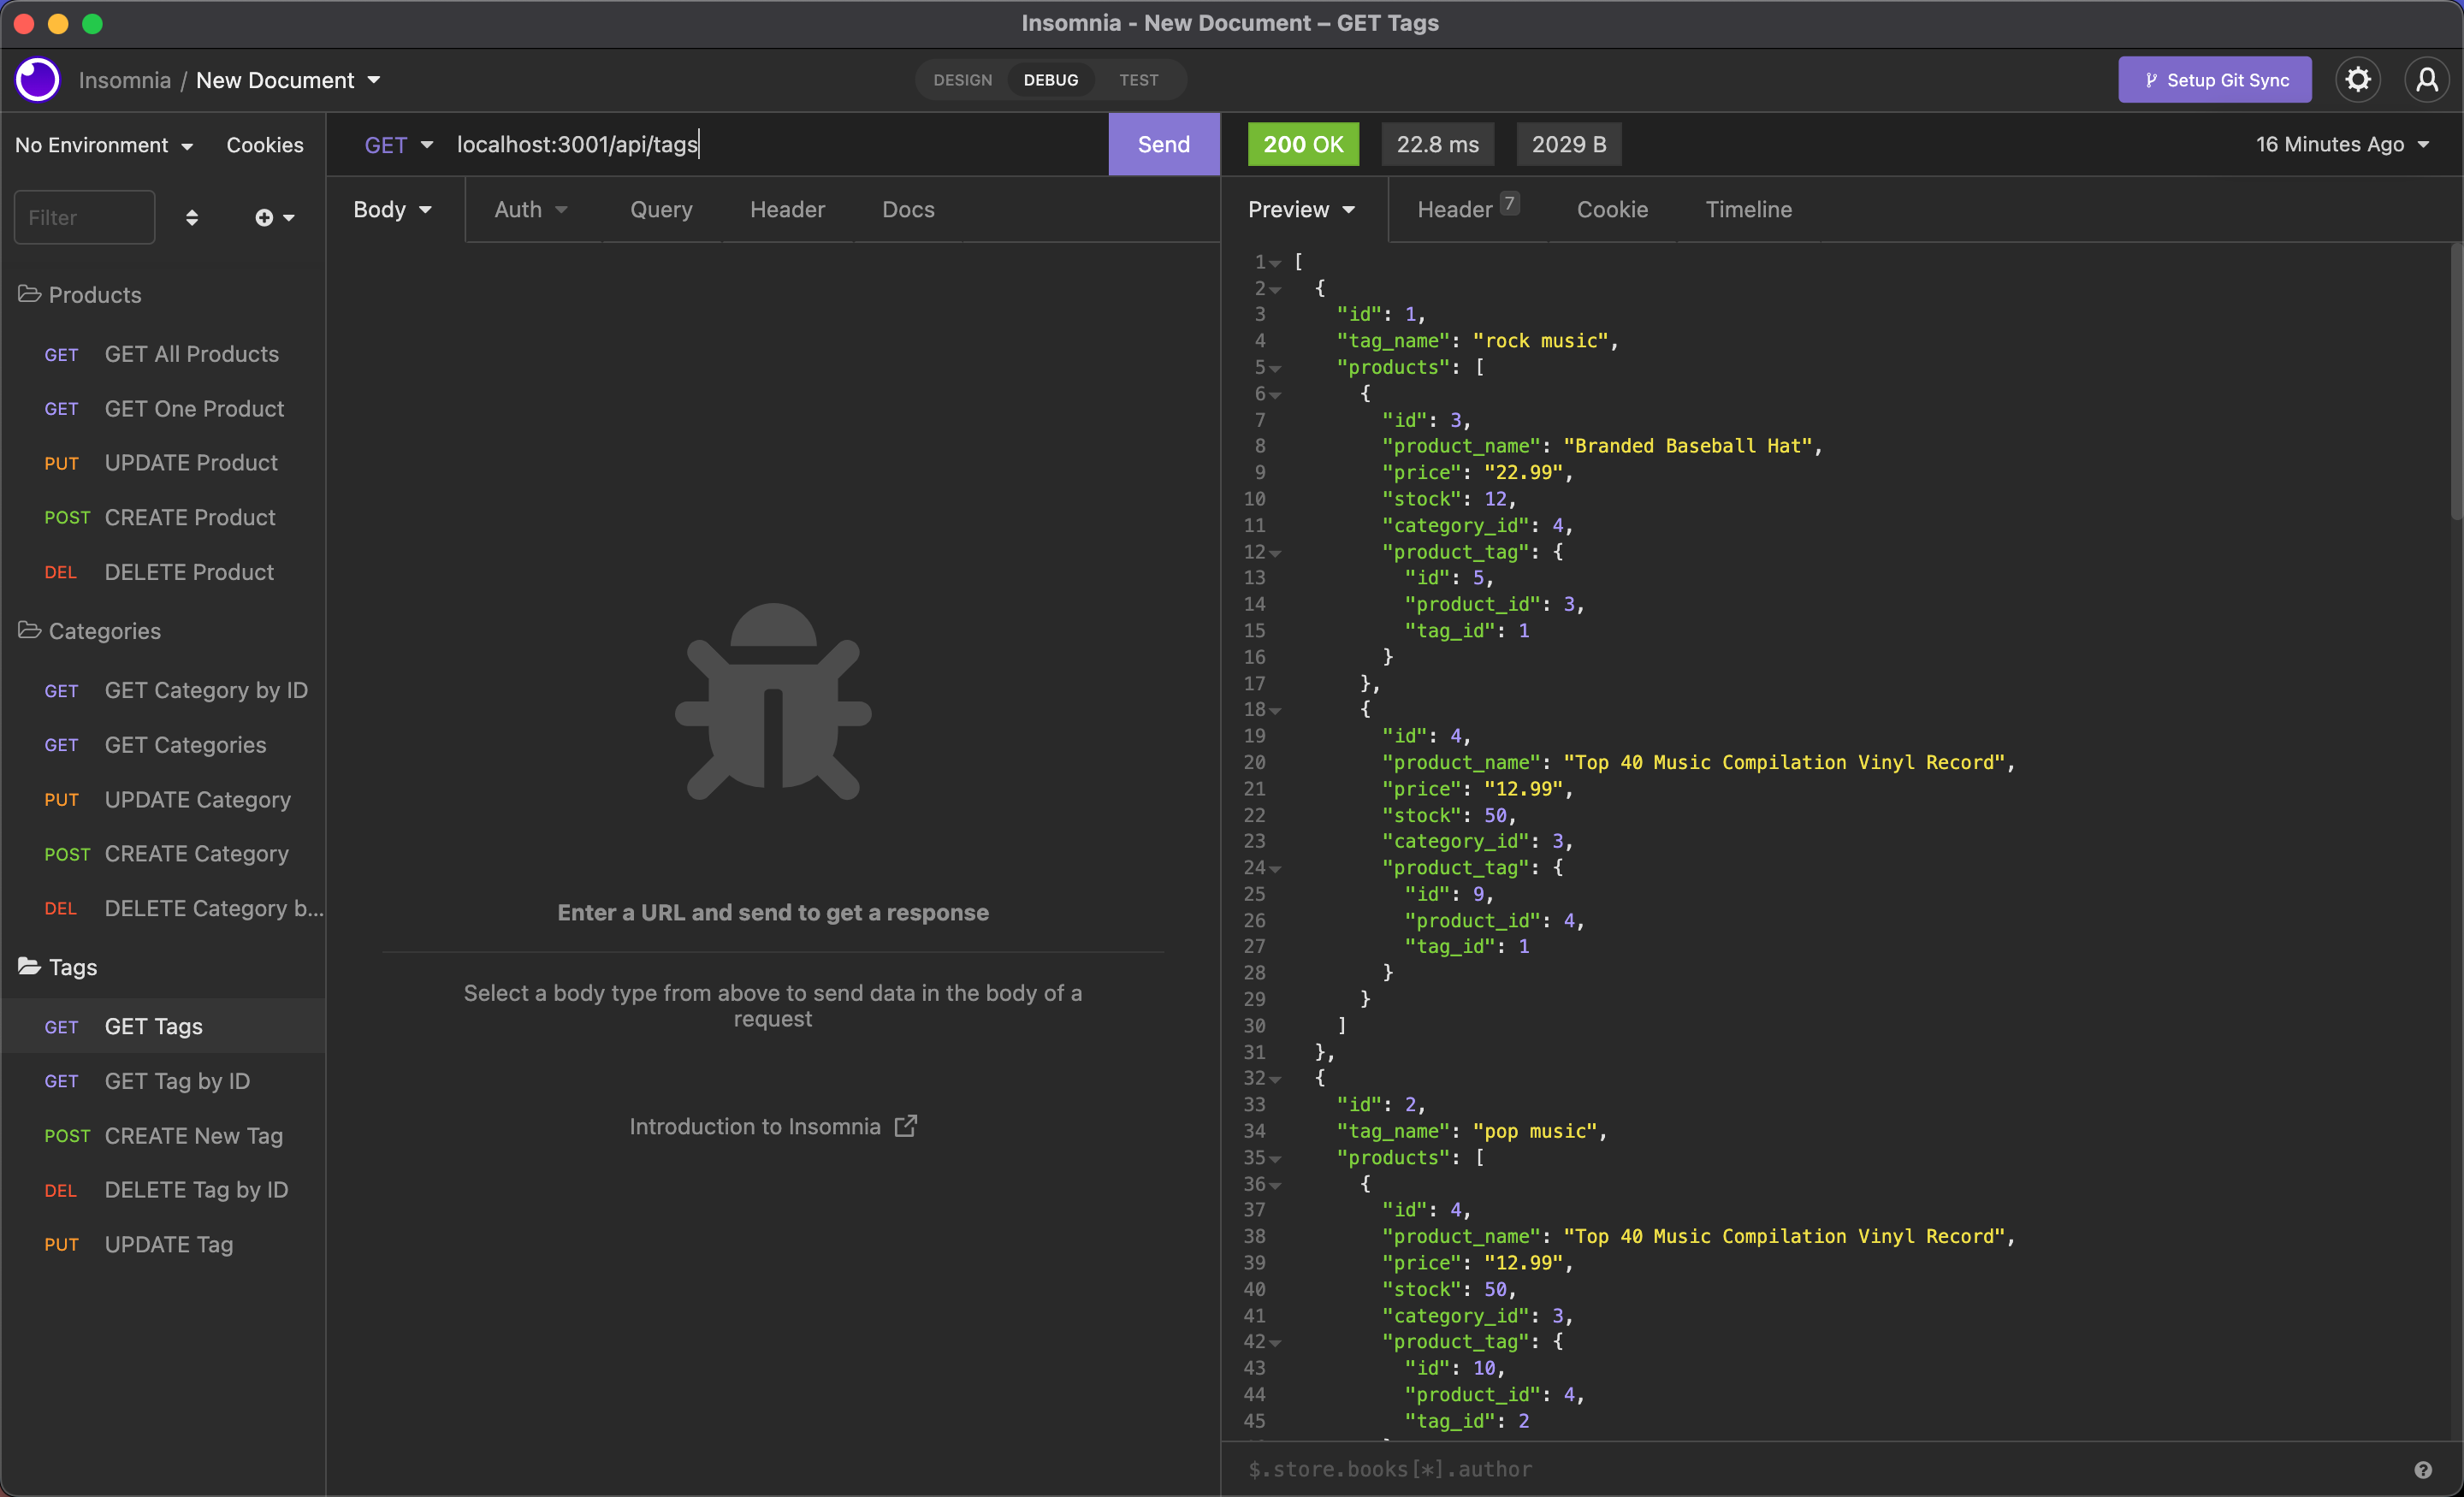 Insomnia - New Document – GET Tags
Insomnia / New Document
DESIGN DEBUG TEST
Setup Git Sync
No Environment Cookies
GET localhost:3001/api/tags Send
200 OK 22.8 ms 2029 B 16 Minutes Ago
Filter
Body Auth Query Header Docs
Preview Header 7 Cookie Timeline
Products
GET GET All Products
GET GET One Product
PUT UPDATE Product
POST CREATE Product
DEL DELETE Product
Categories
GET GET Category by ID
GET GET Categories
PUT UPDATE Category
POST CREATE Category
DEL DELETE Category b...
Tags
GET GET Tags
GET GET Tag by ID
POST CREATE New Tag
DEL DELETE Tag by ID
PUT UPDATE Tag
Enter a URL and send to get a response
Select a body type from above to send data in the body of a
request
Introduction to Insomnia
1 [
2 {
3 "id": 1,
4 "tag_name": "rock music",
5 "products": [
6 {
7 "id": 3,
8 "product_name": "Branded Baseball Hat",
9 "price": "22.99",
10 "stock": 12,
11 "category_id": 4,
12 "product_tag": {
13 "id": 5,
14 "product_id": 3,
15 "tag_id": 1
16 }
17 },
18 {
19 "id": 4,
20 "product_name": "Top 40 Music Compilation Vinyl Record",
21 "price": "12.99",
22 "stock": 50,
23 "category_id": 3,
24 "product_tag": {
25 "id": 9,
26 "product_id": 4,
27 "tag_id": 1
28 }
29 }
30 ]
31 },
32 {
33 "id": 2,
34 "tag_name": "pop music",
35 "products": [
36 {
37 "id": 4,
38 "product_name": "Top 40 Music Compilation Vinyl Record",
39 "price": "12.99",
40 "stock": 50,
41 "category_id": 3,
42 "product_tag": {
43 "id": 10,
44 "product_id": 4,
45 "tag_id": 2
$.store.books[*].author